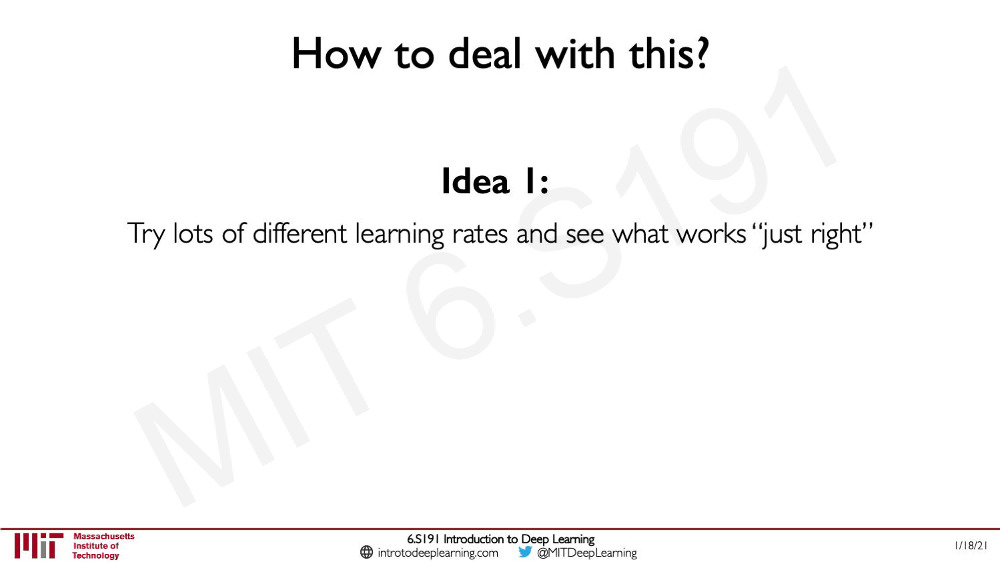 How to deal with this?
Idea 1:
Try lots of different learning rates and see what works “just right”
MIT 6.S191
Massachusetts
Institute of
Technology
6.S191 Introduction to Deep Learning
introtodeeplearning.com @MITDeepLearning
1/18/21